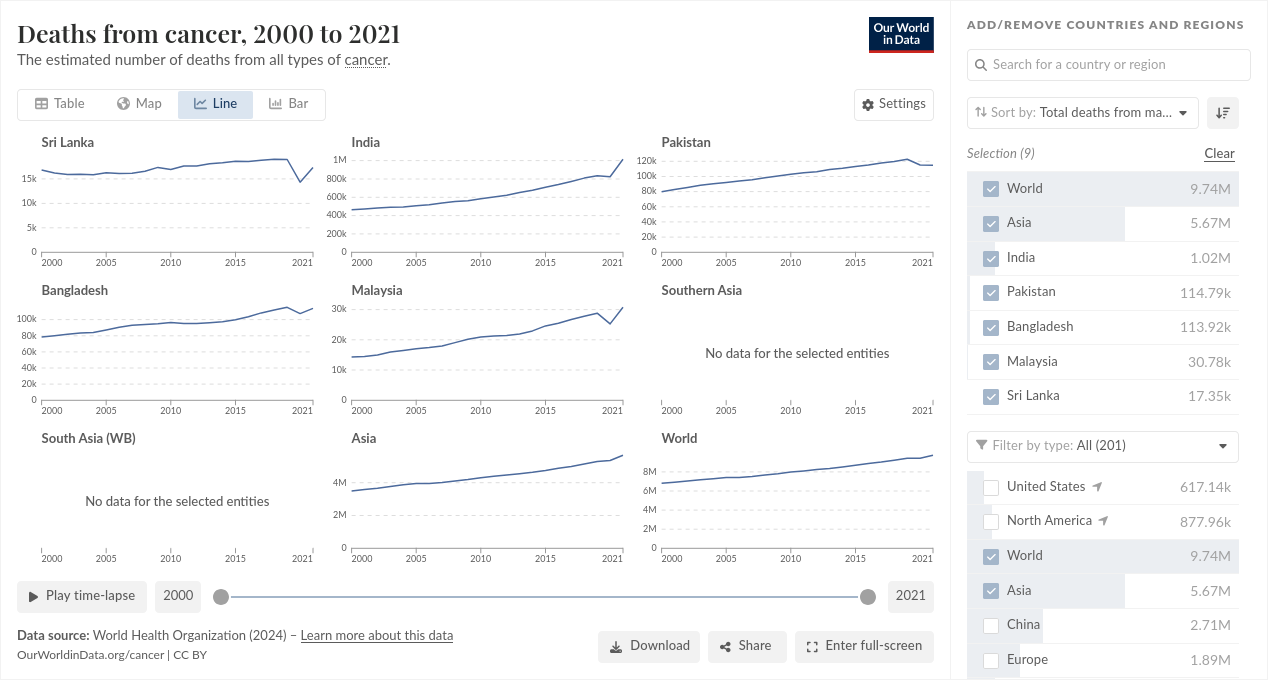 Deaths from cancer, 2000 to 2021
The estimated number of deaths from all types of cancer.
Our World
in Data
Table
Map
Line
Bar
Settings
Sri Lanka
15k
10k
5k
0
2000 2005 2010 2015 2021
India
1M
800k
600k
400k
200k
0
2000 2005 2010 2015 2021
Pakistan
120k
100k
80k
60k
40k
20k
0
2000 2005 2010 2015 2021
Bangladesh
100k
80k
60k
40k
20k
0
2000 2005 2010 2015 2021
Malaysia
30k
20k
10k
0
2000 2005 2010 2015 2021
Southern Asia
No data for the selected entities
2000 2005 2010 2015 2021
South Asia (WB)
No data for the selected entities
2000 2005 2010 2015 2021
Asia
4M
2M
0
2000 2005 2010 2015 2021
World
8M
6M
4M
2M
0
2000 2005 2010 2015 2021
Play time-lapse
2000
2021
Data source: World Health Organization (2024) – Learn more about this data
OurWorldinData.org/cancer | CC BY
Download
Share
Enter full-screen
ADD/REMOVE COUNTRIES AND REGIONS
Search for a country or region
Sort by: Total deaths from ma...
Selection (9)
Clear
World 9.74M
Asia 5.67M
India 1.02M
Pakistan 114.79k
Bangladesh 113.92k
Malaysia 30.78k
Sri Lanka 17.35k
Filter by type: All (201)
United States 617.14k
North America 877.96k
World 9.74M
Asia 5.67M
China 2.71M
Europe 1.89M